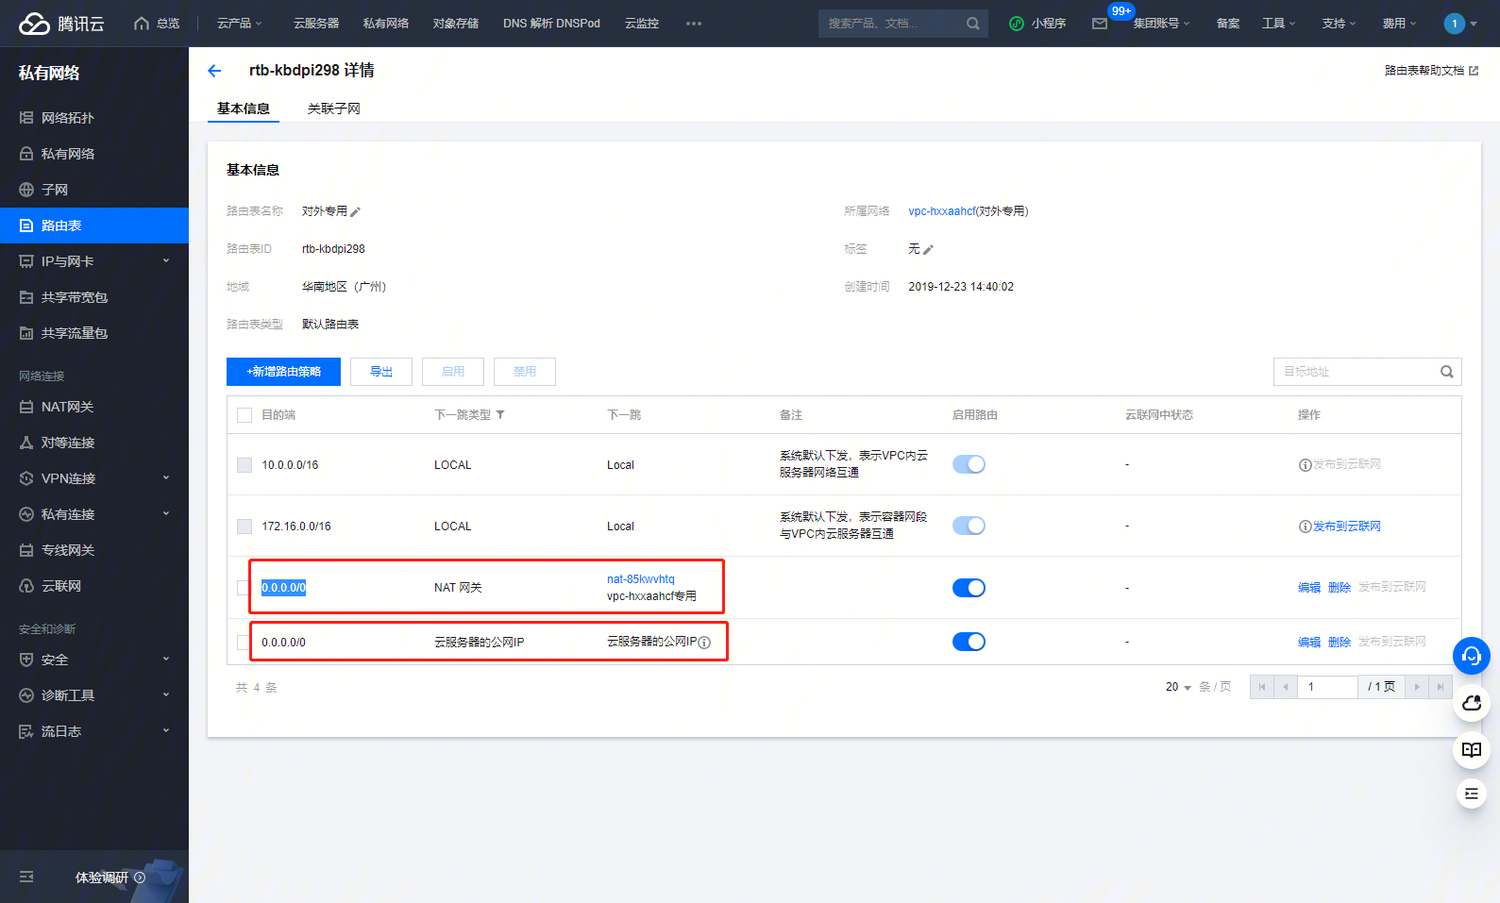 腾讯云 总览 云产品 云服务器 私有网络 对象存储 DNS 解析 DNSPod 云监控 ••• 搜索产品、文档... 小程序 99+ 集团账号 备案 工具 支持 费用 1
私有网络
网络拓扑
私有网络
子网
路由表
IP与网卡
共享带宽包
共享流量包
网络连接
NAT网关
对等连接
VPN连接
私有连接
专线网关
云联网
安全和诊断
安全
诊断工具
流日志
体验调研
rtb-kbdpi298 详情 路由表帮助文档
基本信息 关联子网
基本信息
路由表名称 对外专用 所属网络 vpc-hxxaahcf(对外专用)
路由表ID rtb-kbdpi298 标签 无
地域 华南地区（广州） 创建时间 2019-12-23 14:40:02
路由表类型 默认路由表
+新增路由策略 导出 启用 禁用 目标地址
目的端 下一跳类型 下一跳 备注 启用路由 云联网中状态 操作
10.0.0.0/16 LOCAL Local 系统默认下发，表示VPC内云 - 发布到云联网
服务器网络互通
172.16.0.0/16 LOCAL Local 系统默认下发，表示容器网段 - 发布到云联网
与VPC内云服务器互通
0.0.0.0/0 NAT 网关 nat-85kwvhtq - 编辑 删除 发布到云联网
vpc-hxxaahcf专用
0.0.0.0/0 云服务器的公网IP 云服务器的公网IP - 编辑 删除 发布到云联网
共 4 条 20 条 / 页 1 / 1 页